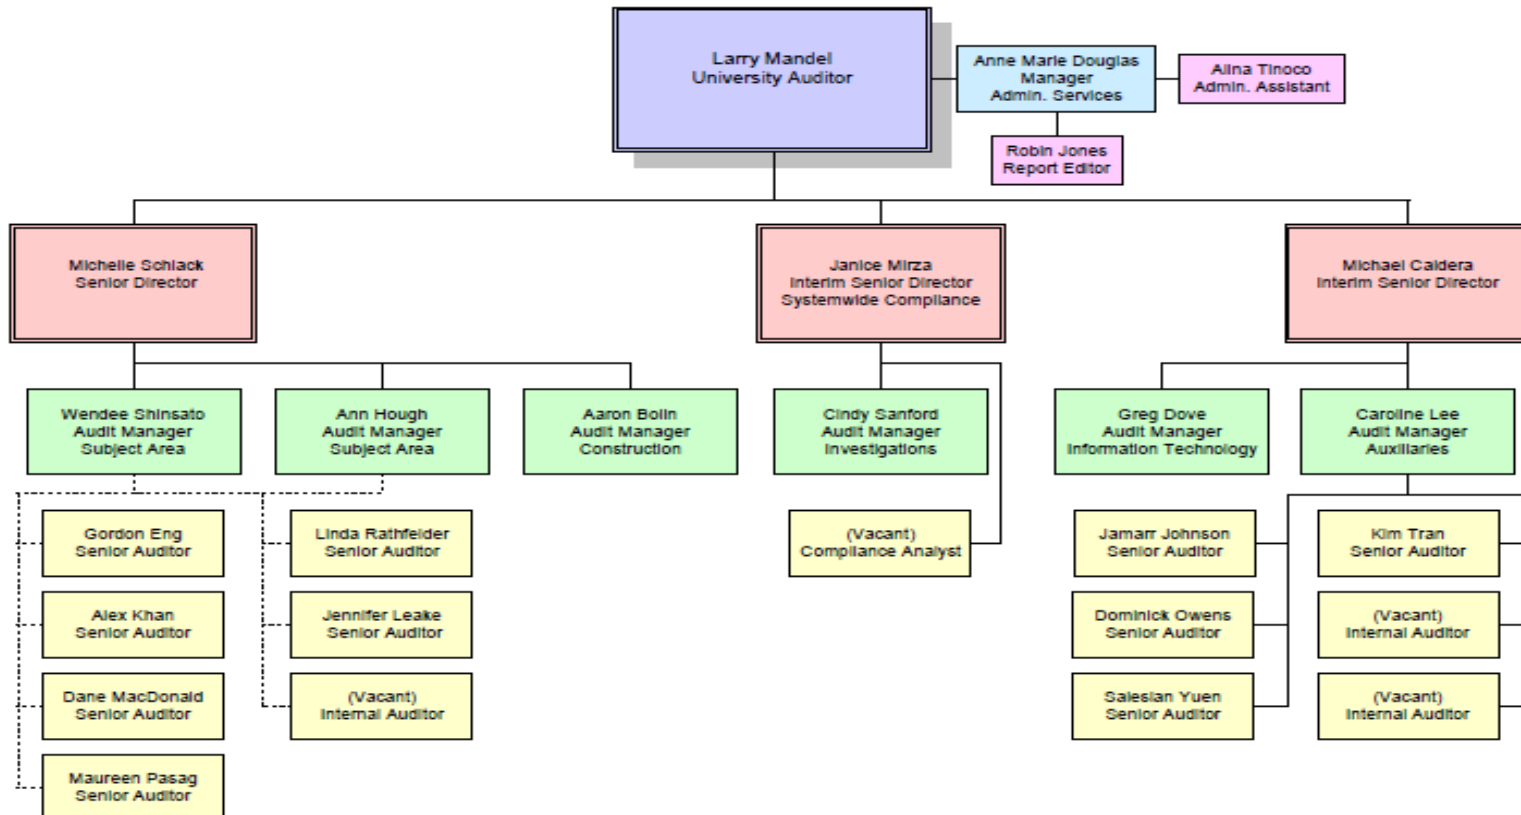 Larry Mandel
University Auditor
Anne Marie Douglas
Manager
Admin. Services
Alina Tinoco
Admin. Assistant
Robin Jones
Report Editor
Michelle Schlack
Senior Director
Janice Mirza
Interim Senior Director
Systemwide Compliance
Michael Caldera
Interim Senior Director
Wendee Shinsato
Audit Manager
Subject Area
Ann Hough
Audit Manager
Subject Area
Aaron Bolin
Audit Manager
Construction
Cindy Sanford
Audit Manager
Investigations
Greg Dove
Audit Manager
Information Technology
Caroline Lee
Audit Manager
Auxiliaries
Gordon Eng
Senior Auditor
Linda Rathfelder
Senior Auditor
(Vacant)
Compliance Analyst
Jamarr Johnson
Senior Auditor
Kim Tran
Senior Auditor
Alex Khan
Senior Auditor
Jennifer Leake
Senior Auditor
Dominick Owens
Senior Auditor
(Vacant)
Internal Auditor
Dane MacDonald
Senior Auditor
(Vacant)
Internal Auditor
Salesian Yuen
Senior Auditor
(Vacant)
Internal Auditor
Maureen Pasag
Senior Auditor